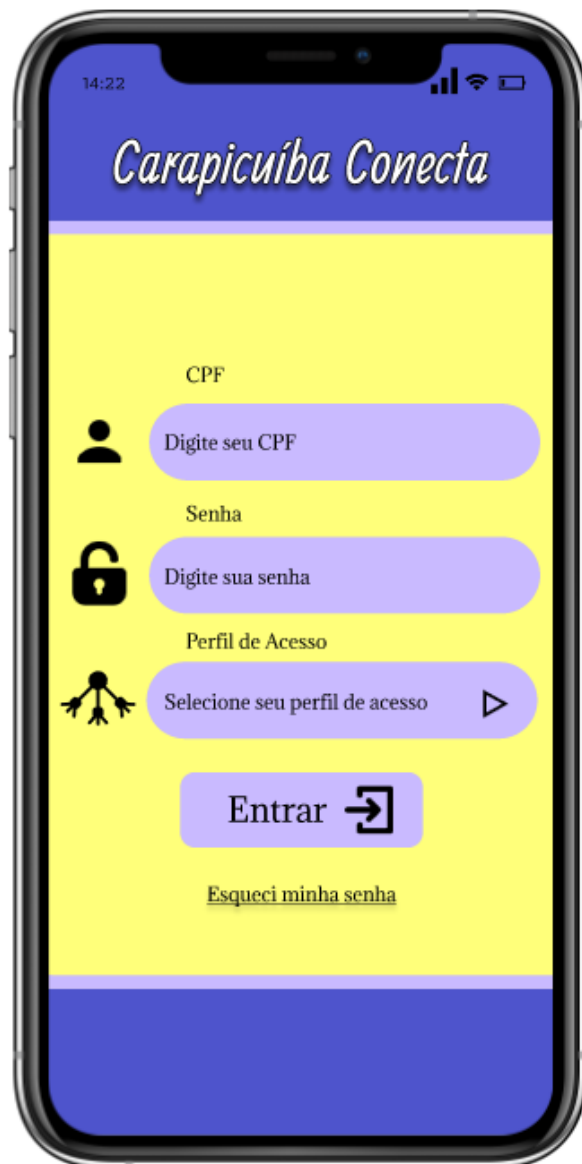 14:22
Carapicuíba Conecta
CPF
Digite seu CPF
Senha
Digite sua senha
Perfil de Acesso
Selecione seu perfil de acesso
Entrar
Esqueci minha senha